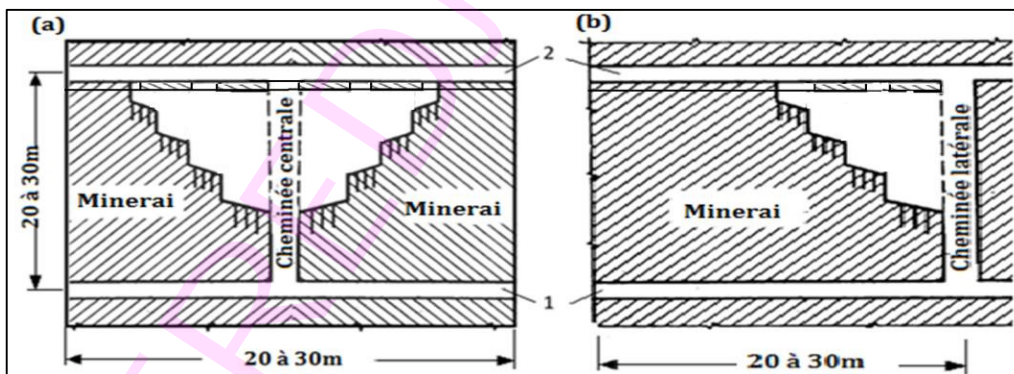 (a)
(b)
2
Cheminée centrale
Cheminée latérale
20 à 30m
Minerai
Minerai
Minerai
1
20 à 30m
20 à 30m